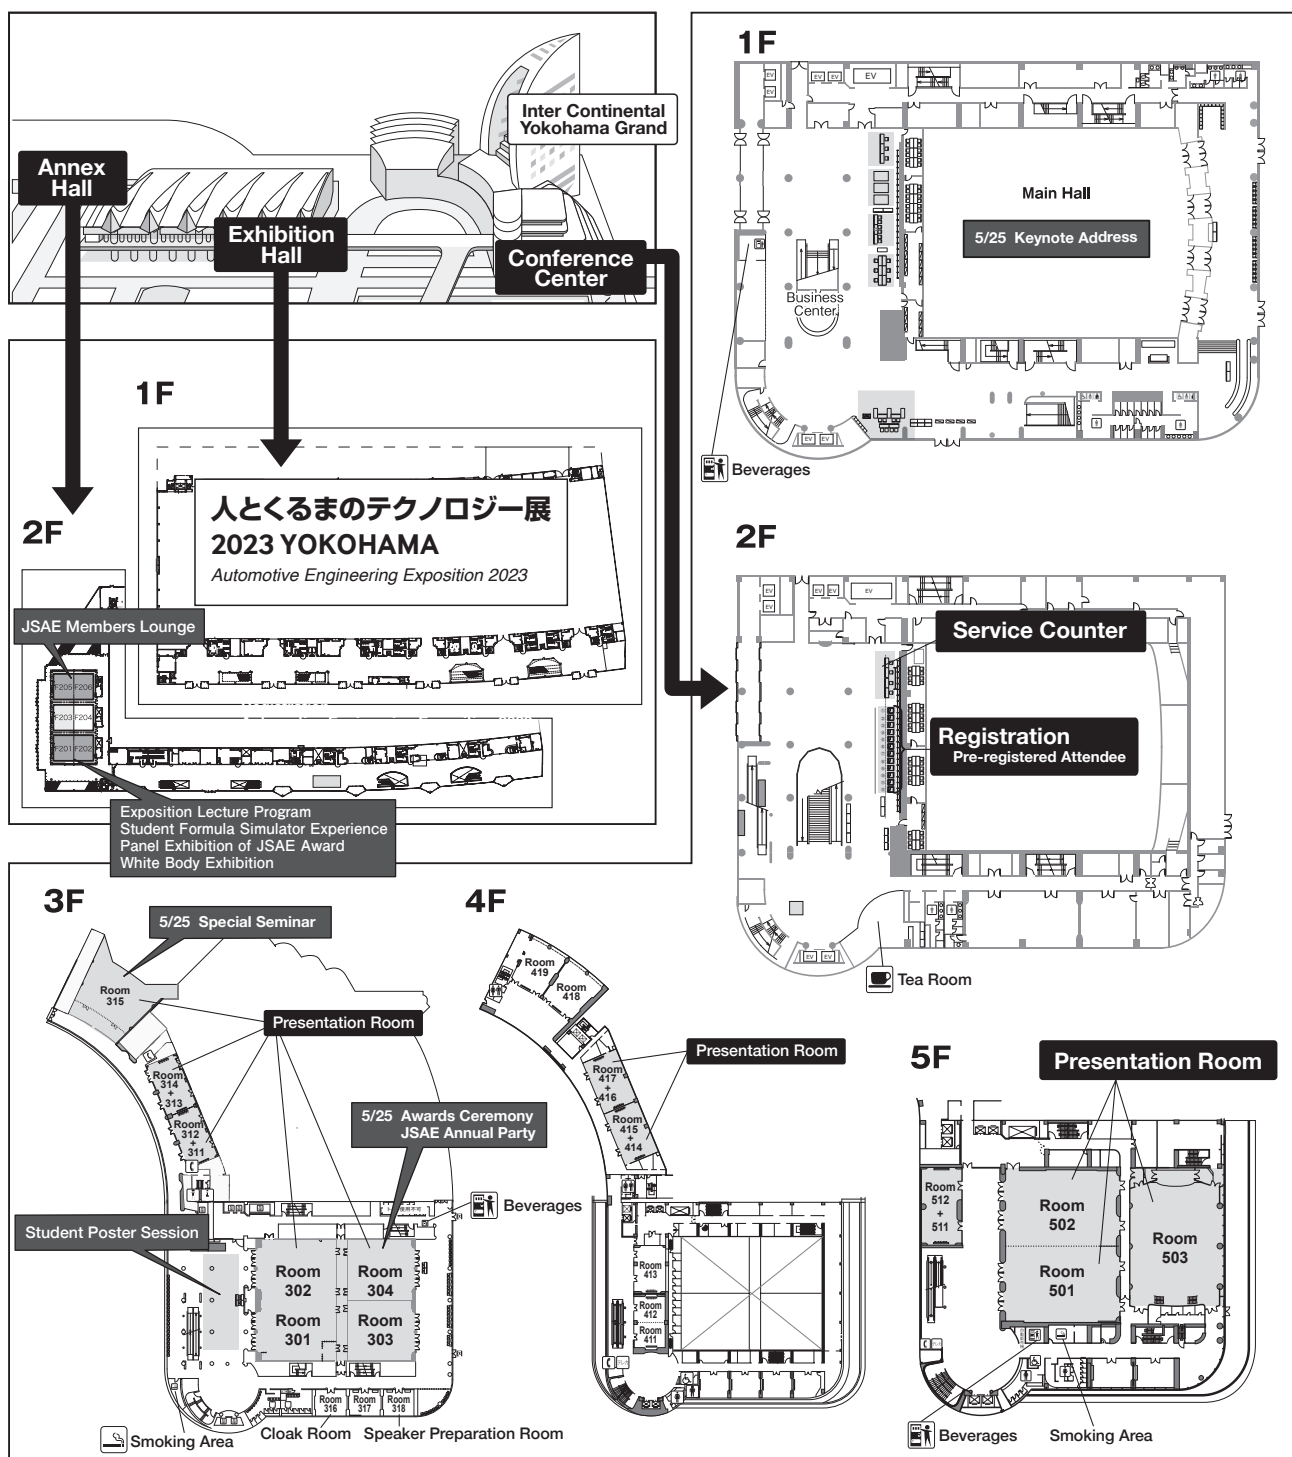 Inter Continental
Yokohama Grand
Annex
Hall
Exhibition
Hall
Conference
Center
1F
人とくるまのテクノロジー展
2023 YOKOHAMA
Automotive Engineering Exposition 2023
2F
JSAE Members Lounge
F205 F206
F203 F204
F201 F202
Exposition Lecture Program
Student Formula Simulator Experience
Panel Exhibition of JSAE Award
White Body Exhibition
1F
EV
EV
EV
EV
EV
Main Hall
5/25 Keynote Address
Business
Center
EV
EV
Beverages
2F
EV
EV
EV
EV
EV
Service Counter
Registration
Pre-registered Attendee
EV
EV
Tea Room
3F
5/25 Special Seminar
Room
315
Presentation Room
Room
314
+
313
Room
312
+
311
5/25 Awards Ceremony
JSAE Annual Party
Beverages
Student Poster Session
Room
302
Room
304
Room
301
Room
303
Room
316
Room
317
Room
318
Smoking Area
Cloak Room
Speaker Preparation Room
4F
Room
419
Room
418
Presentation Room
Room
417
+
416
Room
415
+
414
Room
413
Room
412
Room
411
5F
Presentation Room
Room
512
+
511
Room
502
Room
501
Room
503
Beverages
Smoking Area